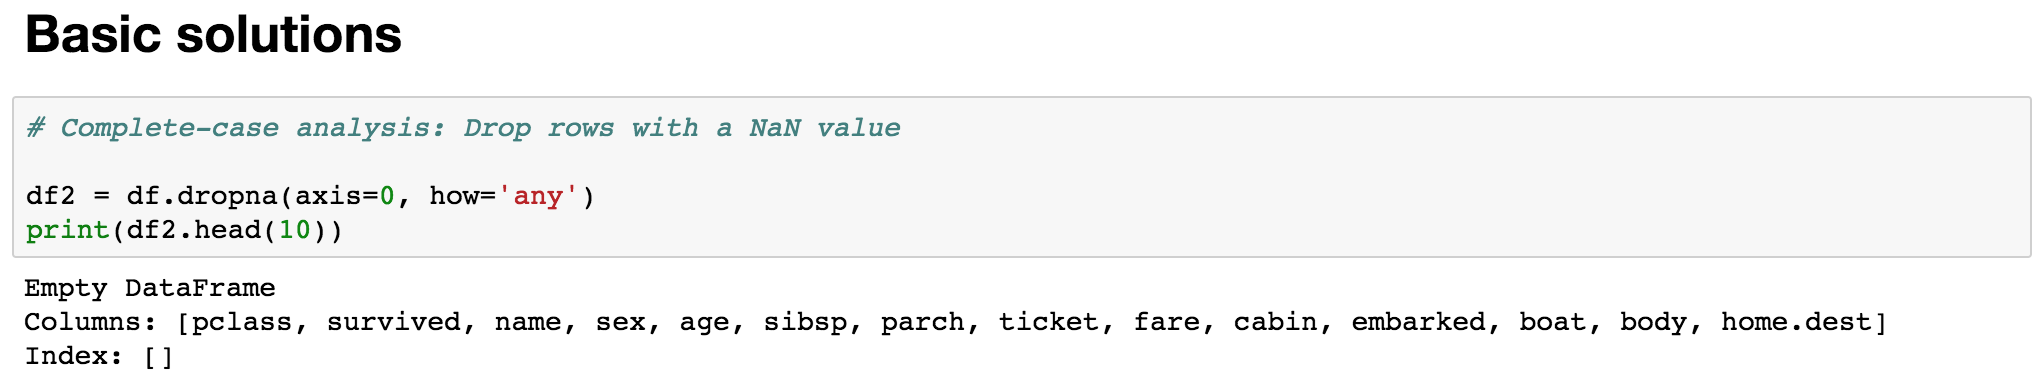 Basic solutions
# Complete-case analysis: Drop rows with a NaN value
df2 = df.dropna(axis=0, how='any')
print(df2.head(10))
Empty DataFrame
Columns: [pclass, survived, name, sex, age, sibsp, parch, ticket, fare, cabin, embarked, boat, body, home.dest]
Index: []